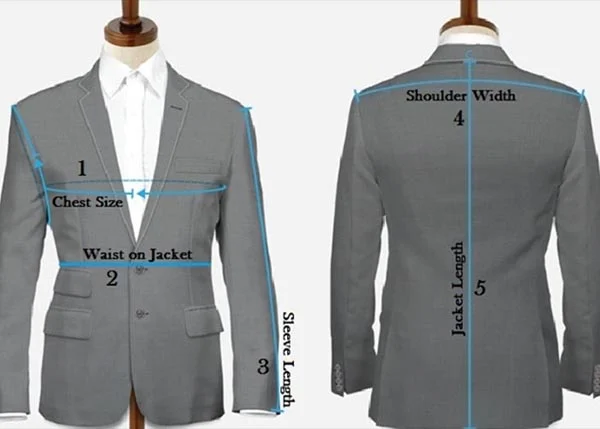 1
Chest Size
Waist on Jacket
2
Sleeve Length
3
Shoulder Width
4
Jacket Length
5